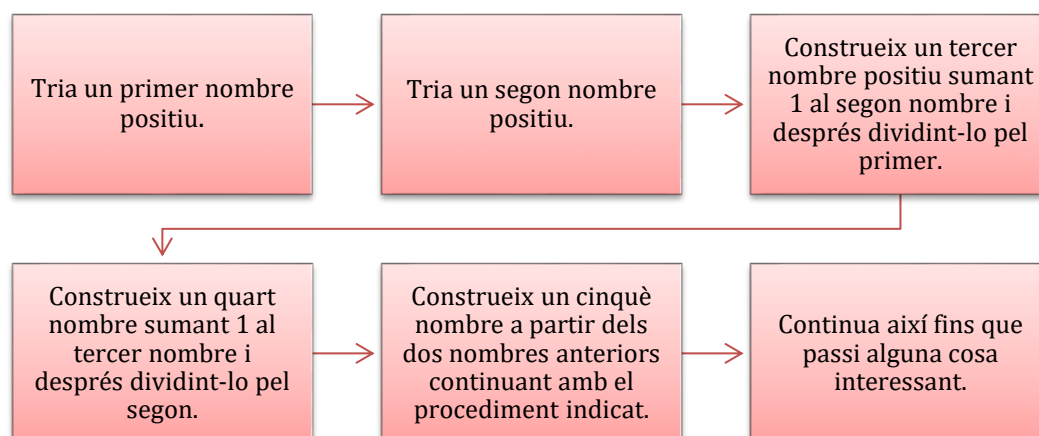 Tria un primer nombre
positiu.
Tria un segon nombre
positiu.
Construeix un tercer
nombre positiu sumant
1 al segon nombre i
després dividint-lo pel
primer.
Construeix un quart
nombre sumant 1 al
tercer nombre i
després dividint-lo pel
segon.
Construeix un cinquè
nombre a partir dels
dos nombres anteriors
continuant amb el
procediment indicat.
Continua així fins que
passi alguna cosa
interessant.